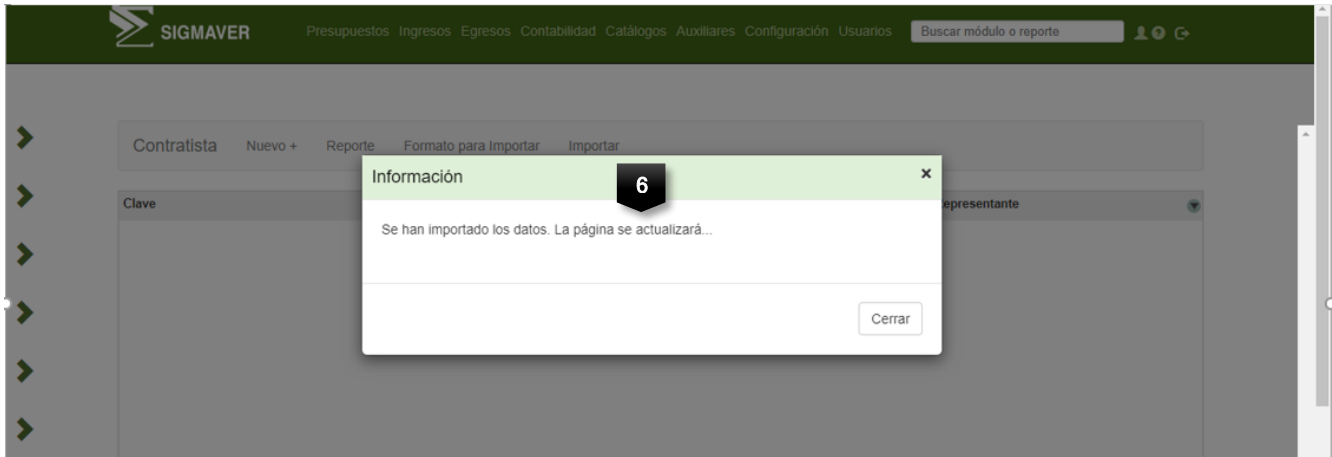 SIGMAVER
Presupuestos Ingresos Egresos Contabilidad Catálogos Auxiliares Configuración Usuarios
Buscar módulo o reporte
Contratista Nuevo + Reporte Formato para Importar Importar
Información
6
×
Clave
epresentante
Se han importado los datos. La página se actualizará...
Cerrar